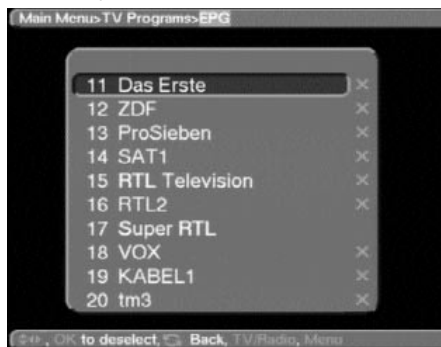 Main Menu>TV Programs>EPG
11 Das Erste ×
12 ZDF ×
13 ProSieben ×
14 SAT1 ×
15 RTL Television ×
16 RTL2 ×
17 Super RTL
18 VOX ×
19 KABEL1 ×
20 tm3 ×
, OK to deselect, Back, TV/Radio, Menu